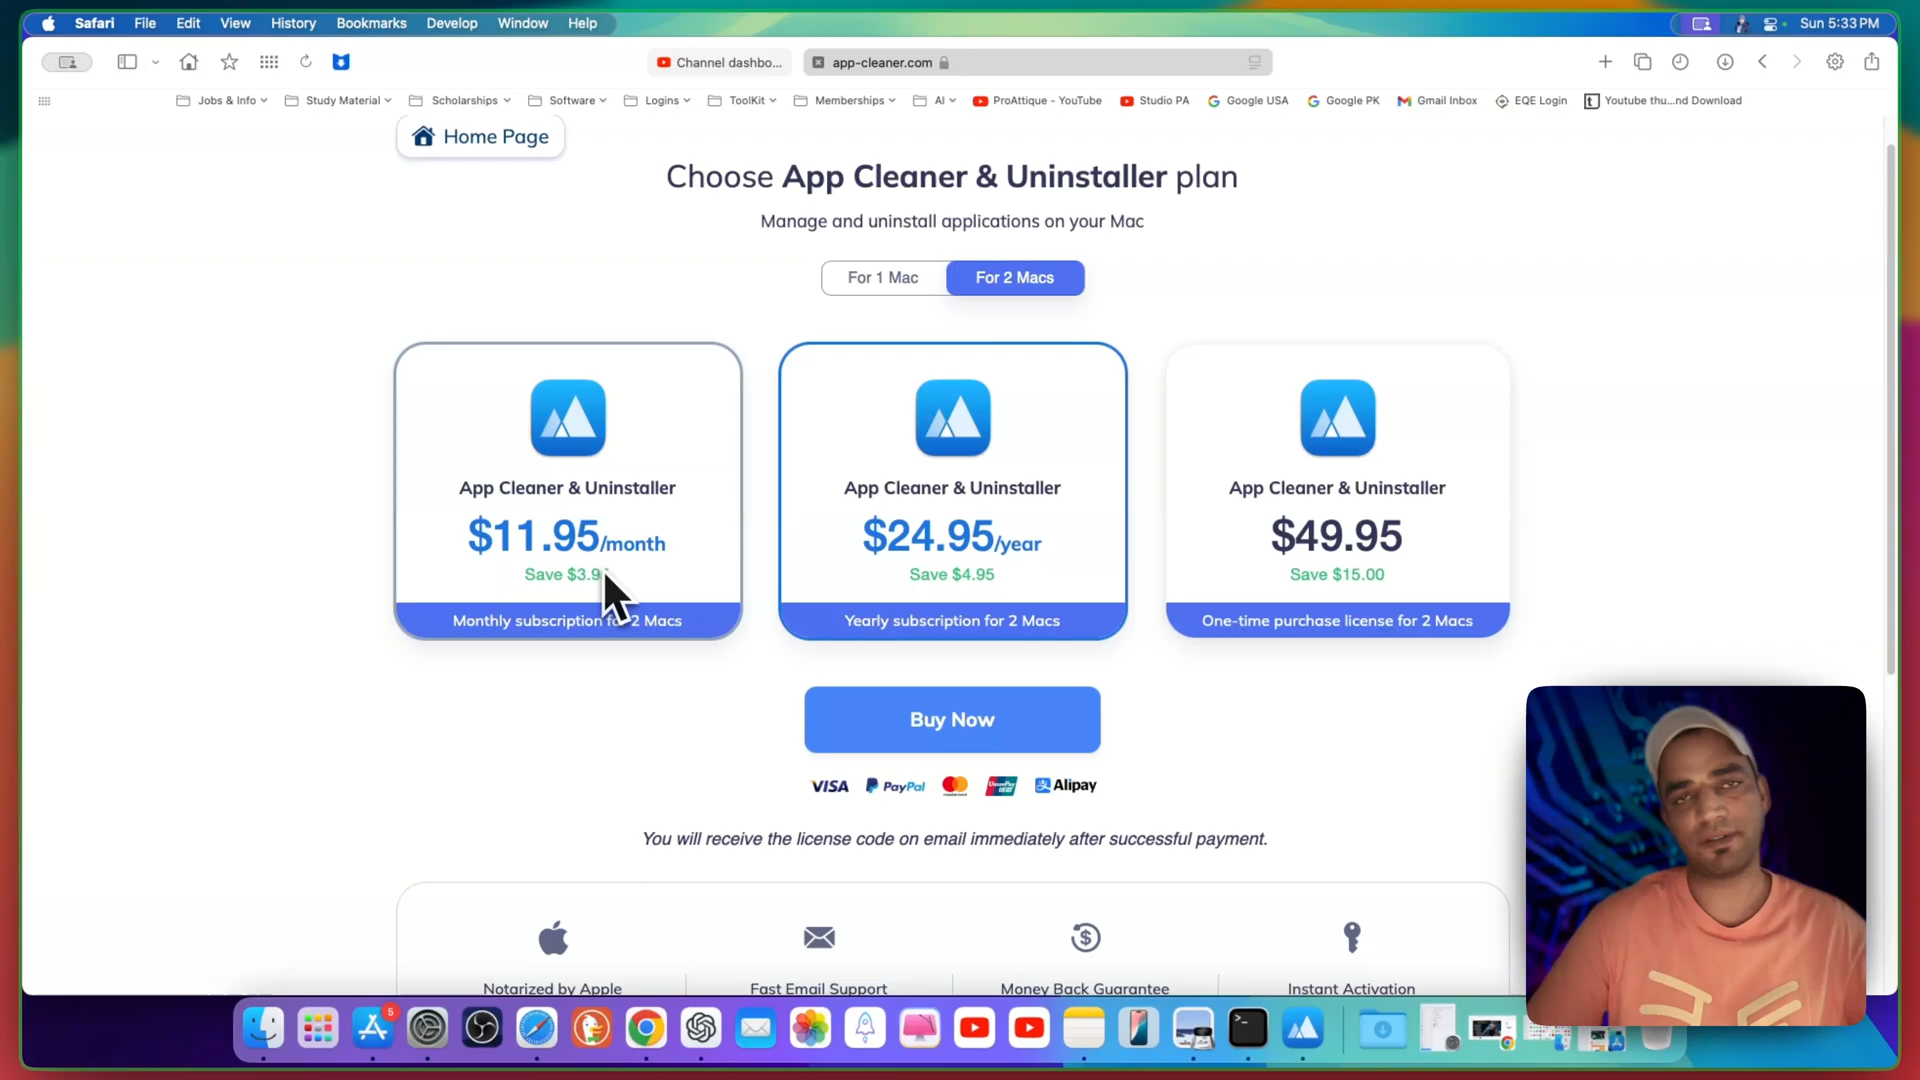 Safari File Edit View History Bookmarks Develop Window Help
Sun 5:33 PM
Channel dashbo...
app-cleaner.com
Jobs & Info
Study Material
Scholarships
Software
Logins
ToolKit
Memberships
AI
ProAttique - YouTube
Studio PA
Google USA
Google PK
Gmail Inbox
EQE Login
Youtube thu...nd Download
Home Page
Choose App Cleaner & Uninstaller plan
Manage and uninstall applications on your Mac
For 1 Mac
For 2 Macs
App Cleaner & Uninstaller
$11.95/month
Save
Monthly subscription 2 Macs
App Cleaner & Uninstaller
$24.95/year
Save $4.95
Yearly subscription for 2 Macs
App Cleaner & Uninstaller
$49.95
Save $15.00
One-time purchase license for 2 Macs
Buy Now
VISA PayPal UnionPay Alipay
You will receive the license code on email immediately after successful payment.
Notarized by Apple
Fast Email Support
Money Back Guarantee
Instant Activation
5